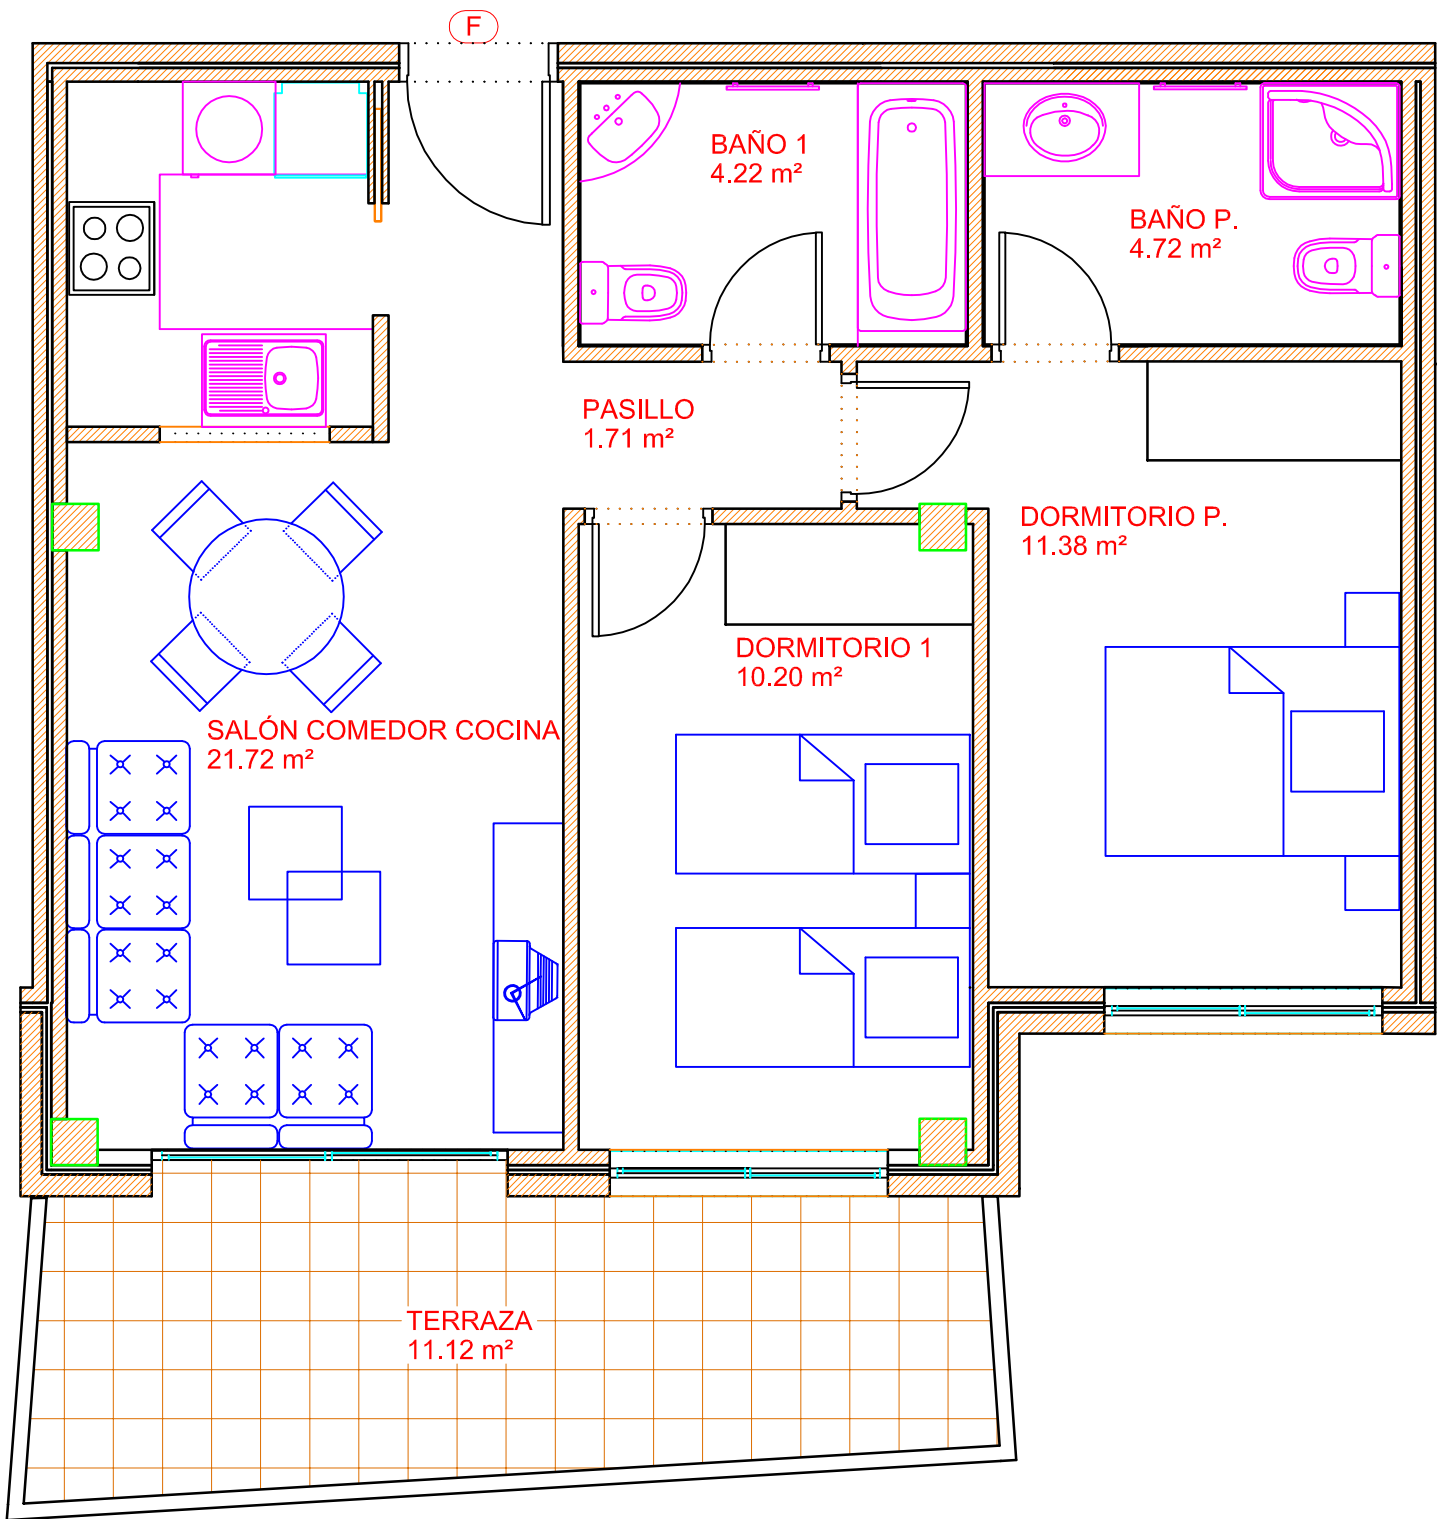 F
BAÑO 1
4.22 m²
BAÑO P.
4.72 m²
PASILLO
1.71 m²
DORMITORIO P.
11.38 m²
DORMITORIO 1
10.20 m²
SALÓN COMEDOR COCINA
21.72 m²
TERRAZA
11.12 m²